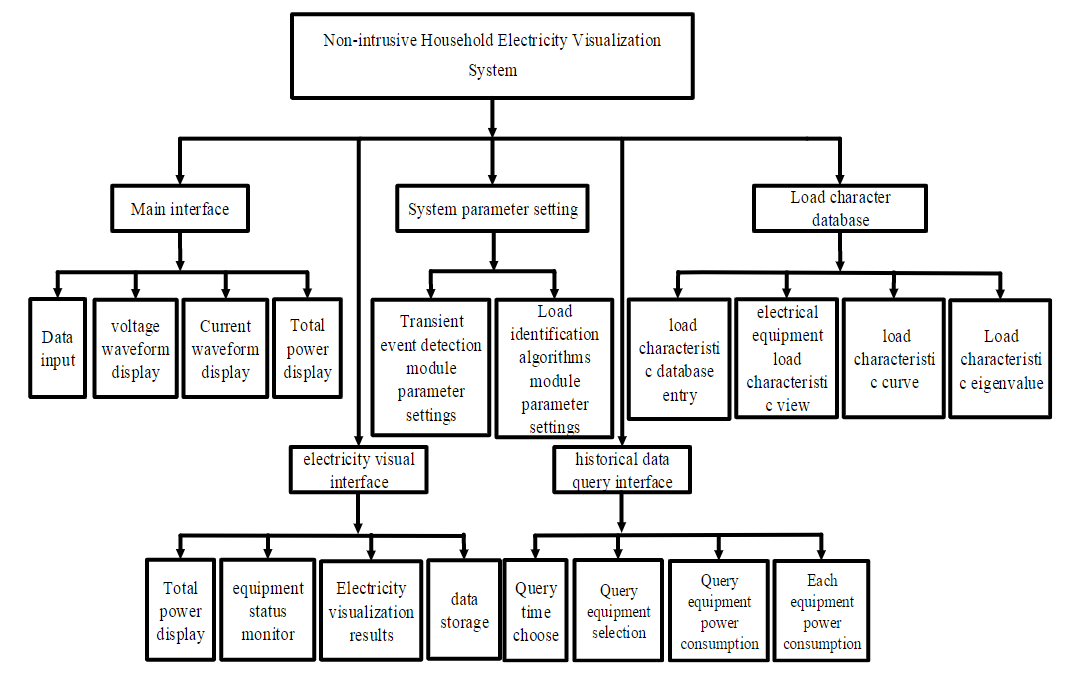 Non-intrusive Household Electricity Visualization
System
Main interface
System parameter setting
Load character
database
Data
input
voltage
waveform
display
Current
waveform
display
Total
power
display
Transient
event detection
module
parameter
settings
Load
identification
algorithms
module
parameter
settings
load
characteristi
c database
entry
electrical
equipment
load
characteristi
c view
load
characteristi
c curve
Load
characteristi
c eigenvalue
electricity visual
interface
historical data
query interface
Total
power
display
equipment
status
monitor
Electricity
visualization
results
data
storage
Query
time
choose
Query
equipment
selection
Query
equipment
power
consumption
Each
equipment
power
consumption